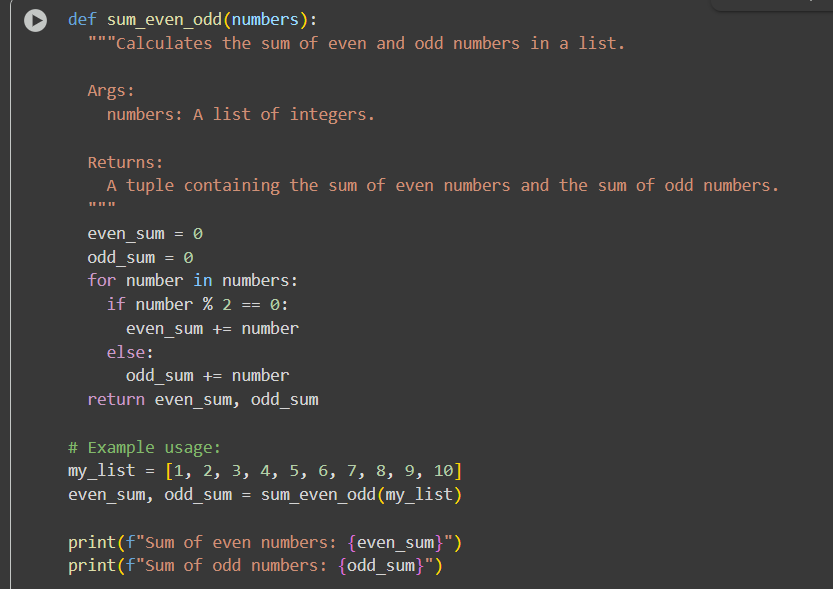 def sum_even_odd(numbers):
  """Calculates the sum of even and odd numbers in a list.

  Args:
    numbers: A list of integers.

  Returns:
    A tuple containing the sum of even numbers and the sum of odd numbers.
  """
  even_sum = 0
  odd_sum = 0
  for number in numbers:
    if number % 2 == 0:
      even_sum += number
    else:
      odd_sum += number
  return even_sum, odd_sum

# Example usage:
my_list = [1, 2, 3, 4, 5, 6, 7, 8, 9, 10]
even_sum, odd_sum = sum_even_odd(my_list)

print(f"Sum of even numbers: {even_sum}")
print(f"Sum of odd numbers: {odd_sum}")